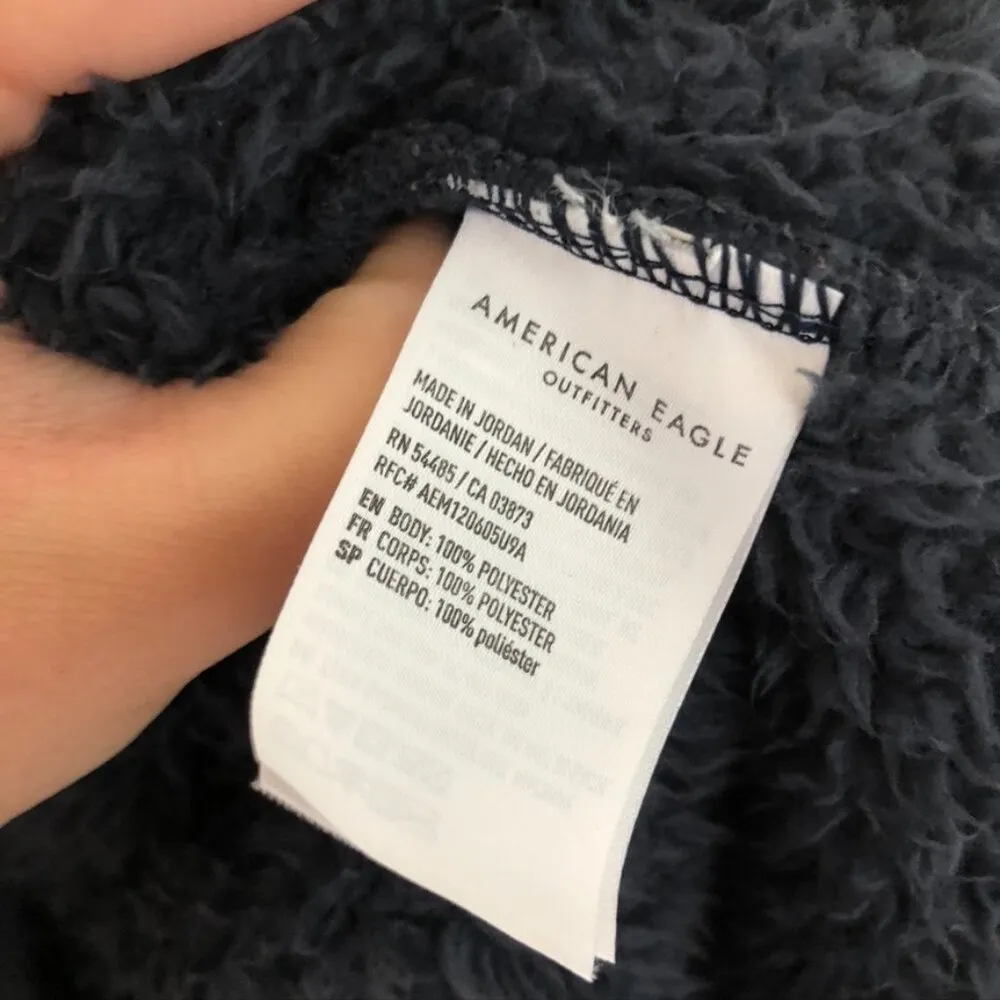 AMERICAN EAGLE
OUTFITTERS
MADE IN JORDAN / FABRIQUÉ EN
JORDANIE / HECHO EN JORDANIA
RN 54485 / CA 03873
RFC# AEM120605U9A
EN BODY: 100% POLYESTER
FR CORPS: 100% POLYESTER
SP CUERPO: 100% poliéster